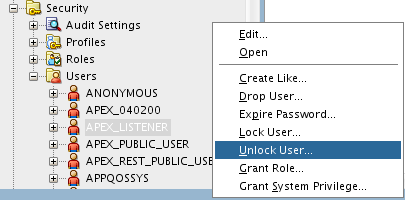 Security
Audit Settings
Profiles
Roles
Users
ANONYMOUS
APEX_040200
APEX_LISTENER
APEX_PUBLIC_USER
APEX_REST_PUBLIC_USE
APPQOSSYS
Edit...
Open
Create Like...
Drop User...
Expire Password...
Lock User...
Unlock User...
Grant Role...
Grant System Privilege...